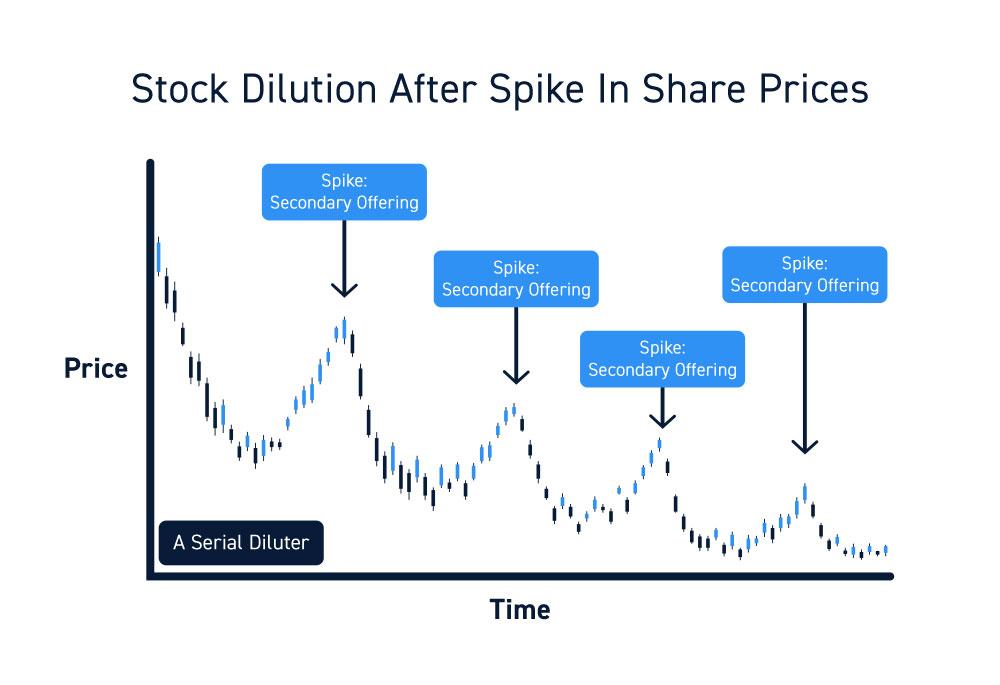 Stock Dilution After Spike In Share Prices
Spike:
Secondary Offering
Spike:
Secondary Offering
Spike:
Secondary Offering
Spike:
Secondary Offering
Price
A Serial Diluter
Time